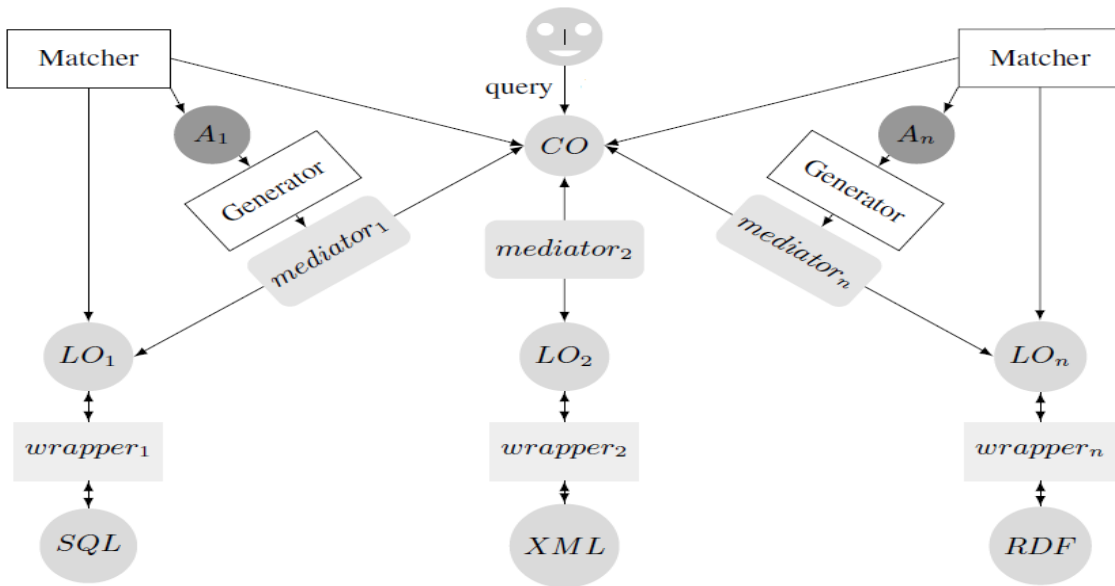 Matcher
Matcher
query
A₁
CO
Aₙ
Generator
Generator
mediator₁
mediator₂
mediatorₙ
LO₁
LO₂
LOₙ
wrapper₁
wrapper₂
wrapperₙ
SQL
XML
RDF